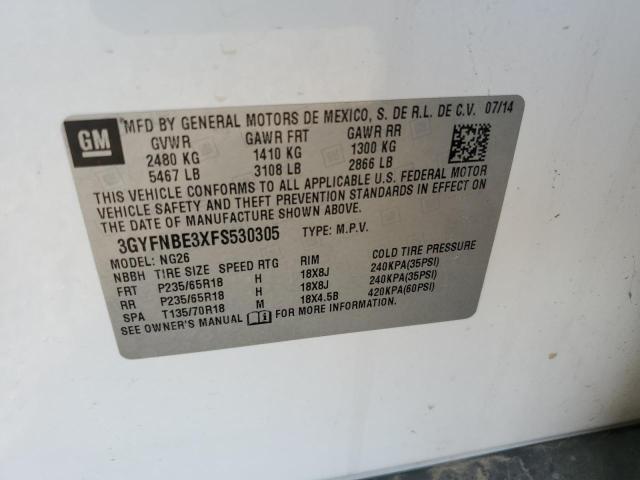 GM
MFD BY GENERAL MOTORS DE MEXICO, S. DE R.L. DE C.V. 07/14
GVWR GAWR FRT GAWR RR
2480 KG 1410 KG 1300 KG
5467 LB 3108 LB 2866 LB
THIS VEHICLE CONFORMS TO ALL APPLICABLE U.S. FEDERAL MOTOR
VEHICLE SAFETY AND THEFT PREVENTION STANDARDS IN EFFECT ON
THE DATE OF MANUFACTURE SHOWN ABOVE.
3GYFNBE3XFS530305 TYPE: M.P.V.
MODEL: NG26
NBBH TIRE SIZE SPEED RTG RIM COLD TIRE PRESSURE
FRT P235/65R18 H 18X8J 240KPA(35PSI)
RR P235/65R18 H 18X8J 240KPA(35PSI)
SPA T135/70R18 M 18X4.5B 420KPA(60PSI)
SEE OWNER'S MANUAL FOR MORE INFORMATION.